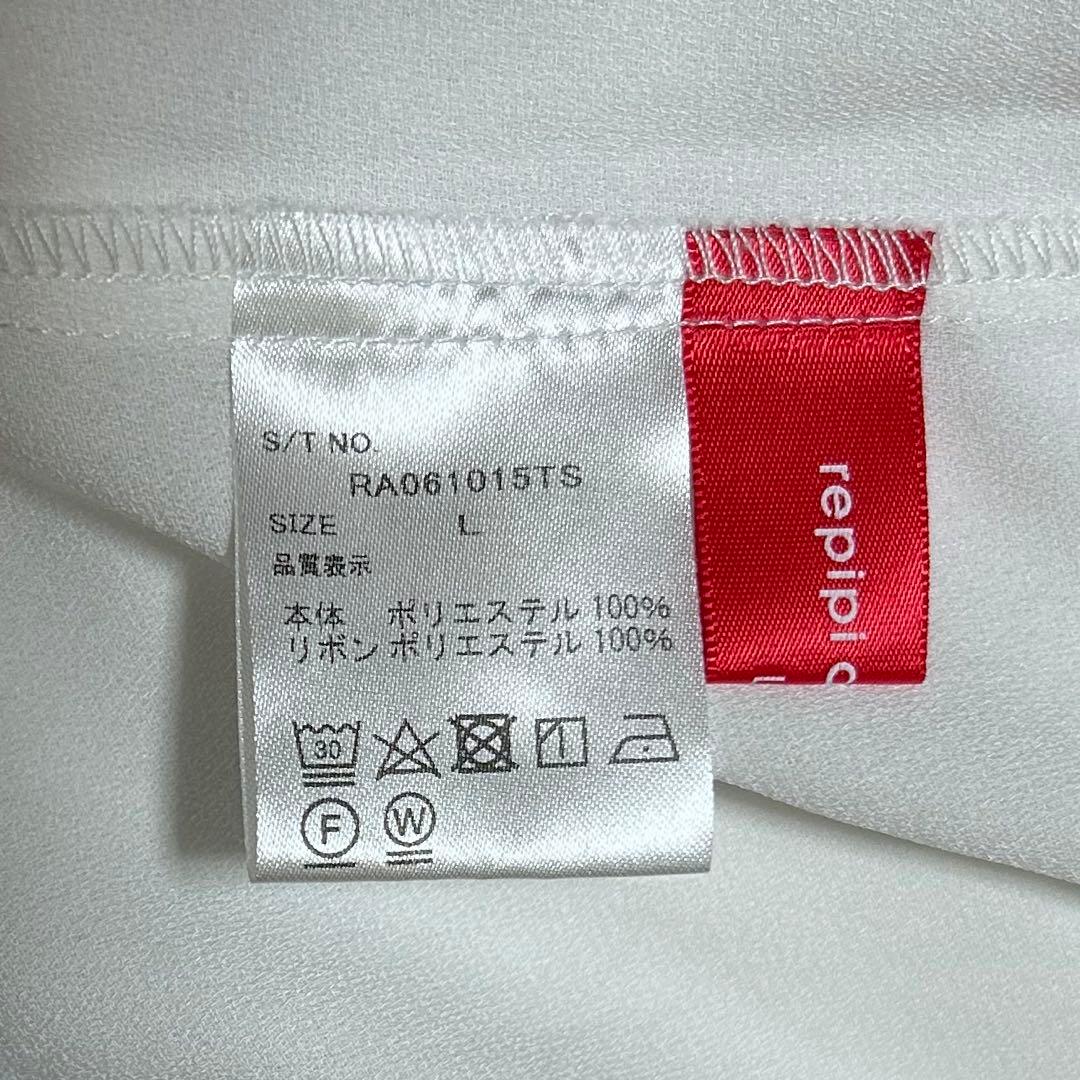 S/T NO.
RA061015TS
SIZE L
品質表示
本体 ポリエステル 100%
リボン ポリエステル 100%
30
F
W
repipi